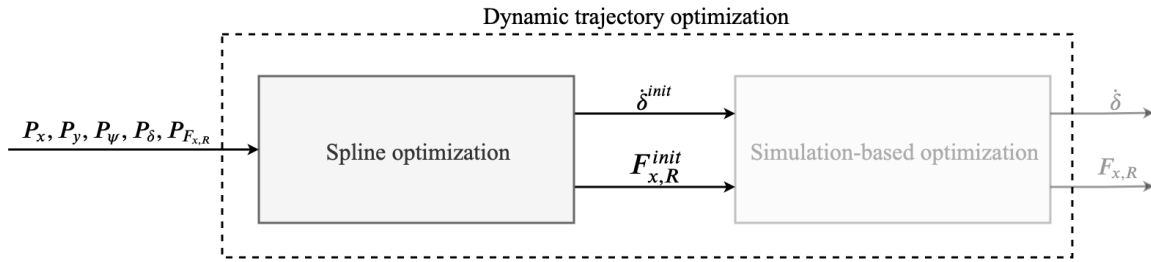 Dynamic trajectory optimization
P_x, P_y, P_ψ, P_δ, P_{F_{x,R}}
Spline optimization
δ̇^{init}
F_{x,R}^{init}
Simulation-based optimization
δ̇
F_{x,R}